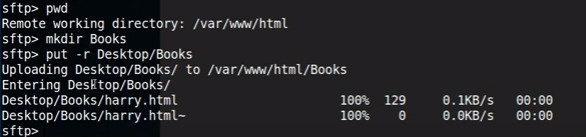 sftp> pwd
Remote working directory: /var/www/html
sftp> mkdir Books
sftp> put -r Desktop/Books
Uploading Desktop/Books/ to /var/www/html/Books
Entering Desktop/Books/
Desktop/Books/harry.html 100% 129 0.1KB/s 00:00
Desktop/Books/harry.html~ 100% 0 0.0KB/s 00:00
sftp>